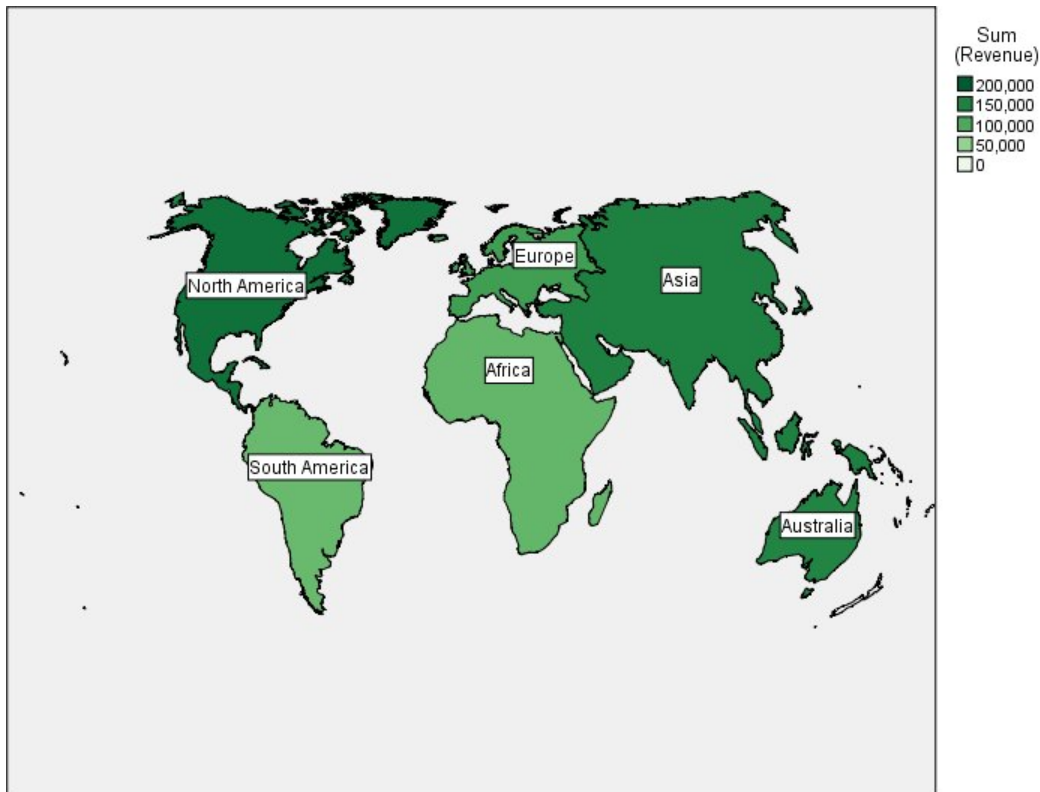 Sum
(Revenue)
200,000
150,000
100,000
50,000
0
Europe
North America
Asia
Africa
South America
Australia